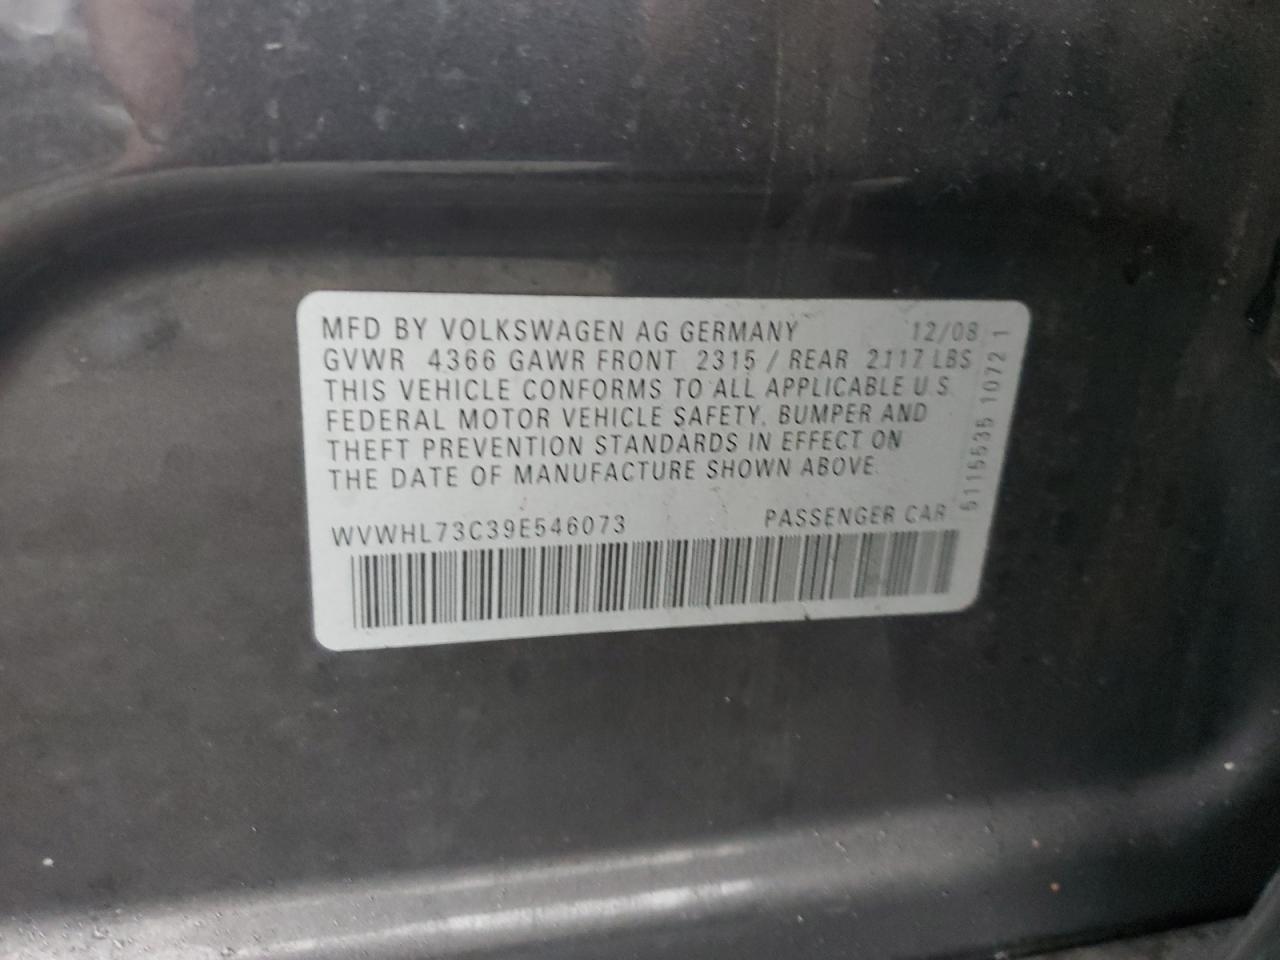 MFD BY VOLKSWAGEN AG GERMANY 12/08
GVWR 4366 GAWR FRONT 2315 / REAR 2117 LBS
THIS VEHICLE CONFORMS TO ALL APPLICABLE U.S.
FEDERAL MOTOR VEHICLE SAFETY, BUMPER AND
THEFT PREVENTION STANDARDS IN EFFECT ON
THE DATE OF MANUFACTURE SHOWN ABOVE.
WVWHL73C39E546073 PASSENGER CAR
5115535 1072 1